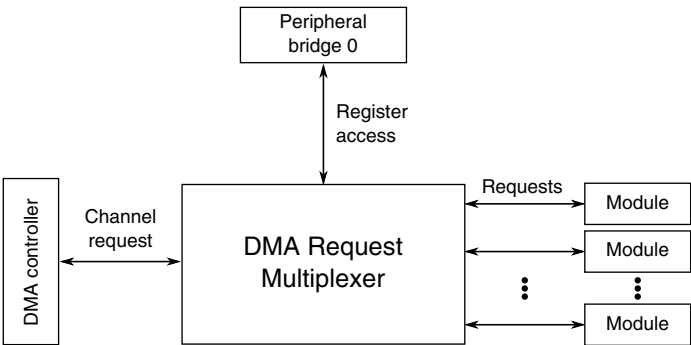 Peripheral
bridge 0
Register
access
Requests
Module
DMA controller
Channel
request
DMA Request
Multiplexer
Module
Module